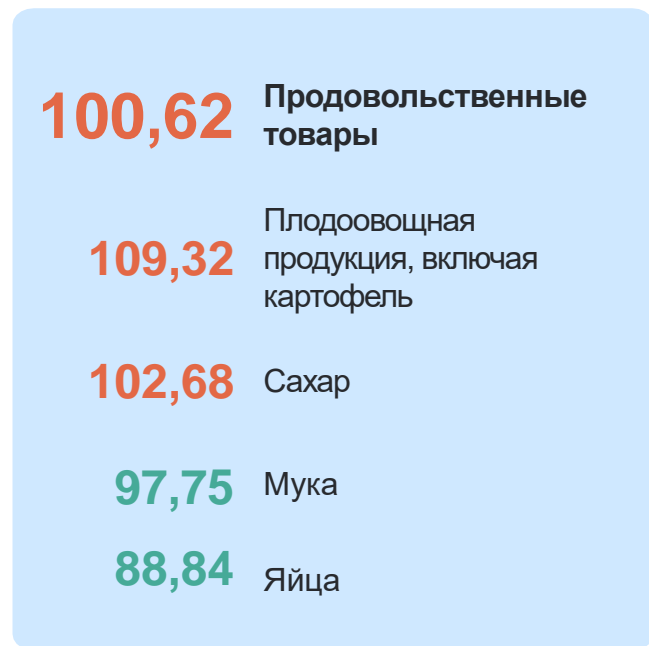 100,62 Продовольственные
товары
109,32 Плодоовощная
продукция, включая
картофель
102,68 Сахар
97,75 Мука
88,84 Яйца